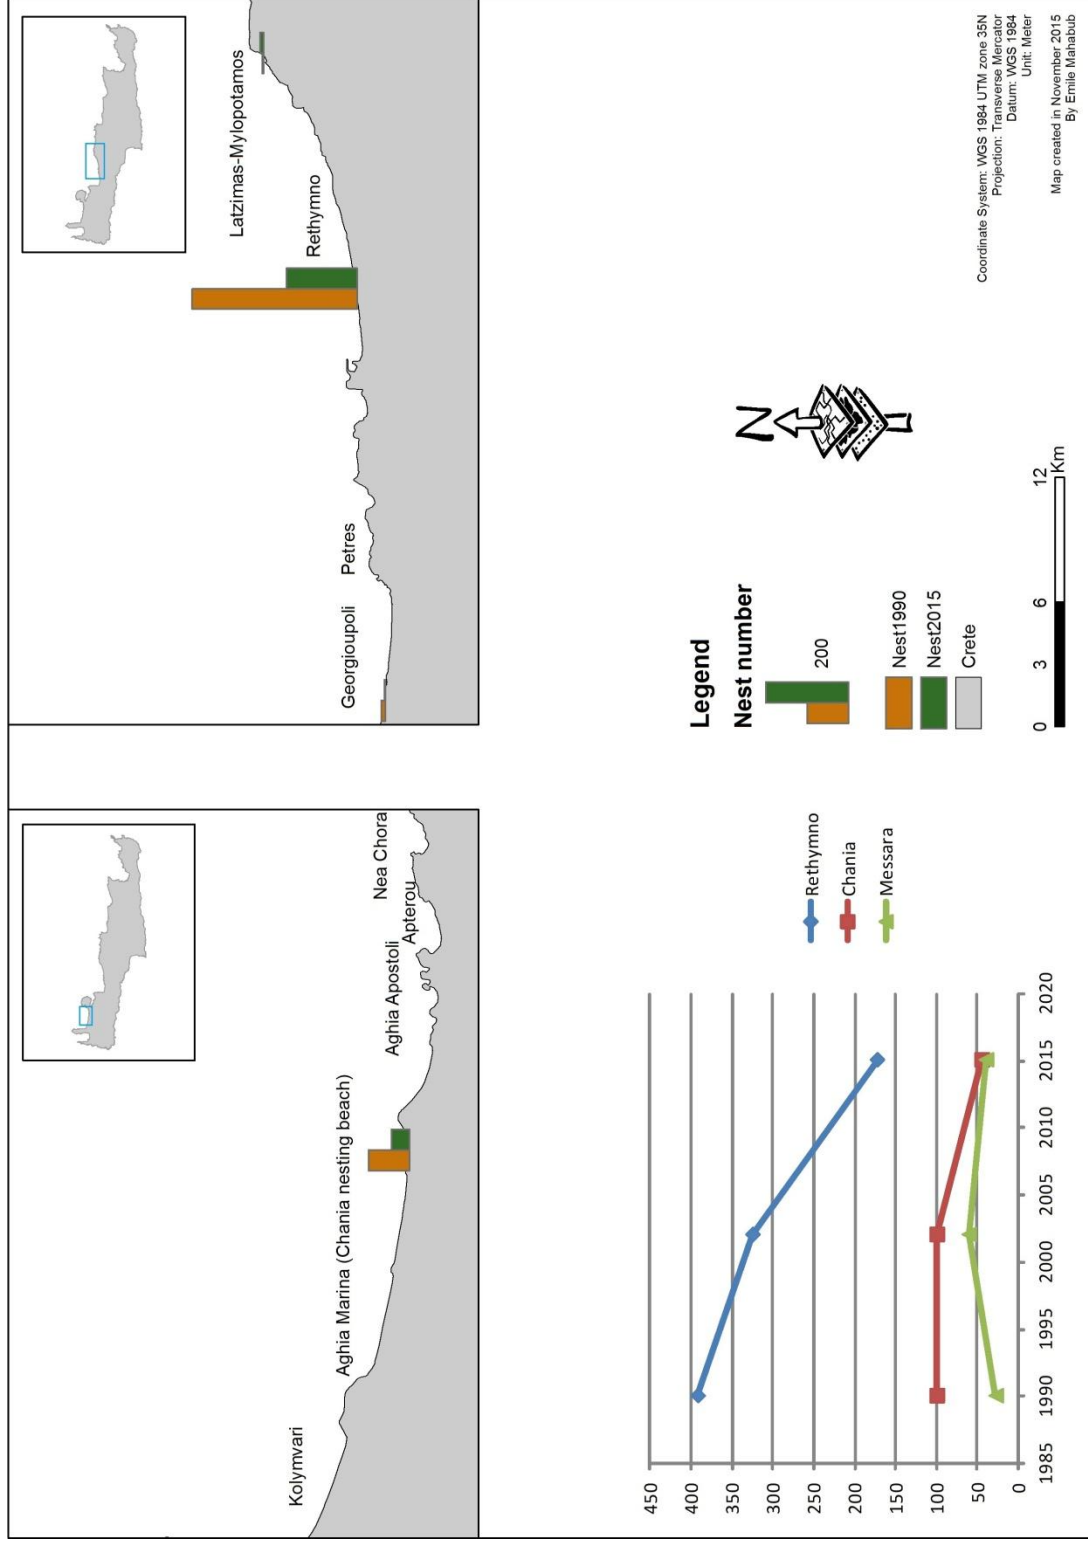 Kolymvari
Aghia Marina (Chania nesting beach)
Aghia Apostoli
Apterou
Nea Chora
Georgioupoli
Petres
Rethymno
Latzimas-Mylopotamos
450
400
350
300
250
200
150
100
50
0
1985 1990 1995 2000 2005 2010 2015 2020
Rethymno
Chania
Messara
Legend
Nest number
200
Nest1990
Nest2015
Crete
N
0 3 6 12
Km
Coordinate System: WGS 1984 UTM zone 35N
Projection: Transverse Mercator
Datum: WGS 1984
Unit: Meter
Map created in November 2015
By Emile Mahabub